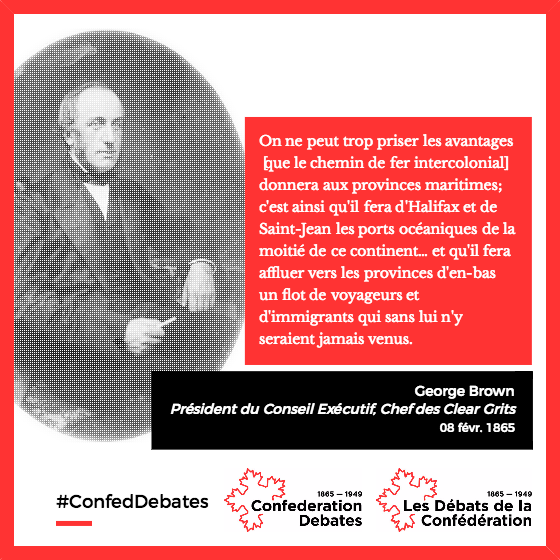 On ne peut trop priser les avantages
[que le chemin de fer intercolonial]
donnera aux provinces maritimes;
c'est ainsi qu'il fera d'Halifax et de
Saint-Jean les ports océaniques de la
moitié de ce continent... et qu'il fera
affluer vers les provinces d'en-bas
un flot de voyageurs et
d'immigrants qui sans lui n'y
seraient jamais venus.
George Brown
Président du Conseil Exécutif, Chef des Clear Grits
08 févr. 1865
#ConfedDebates
1865 — 1949
Confederation
Debates
1865 — 1949
Les Débats de la
Confédération